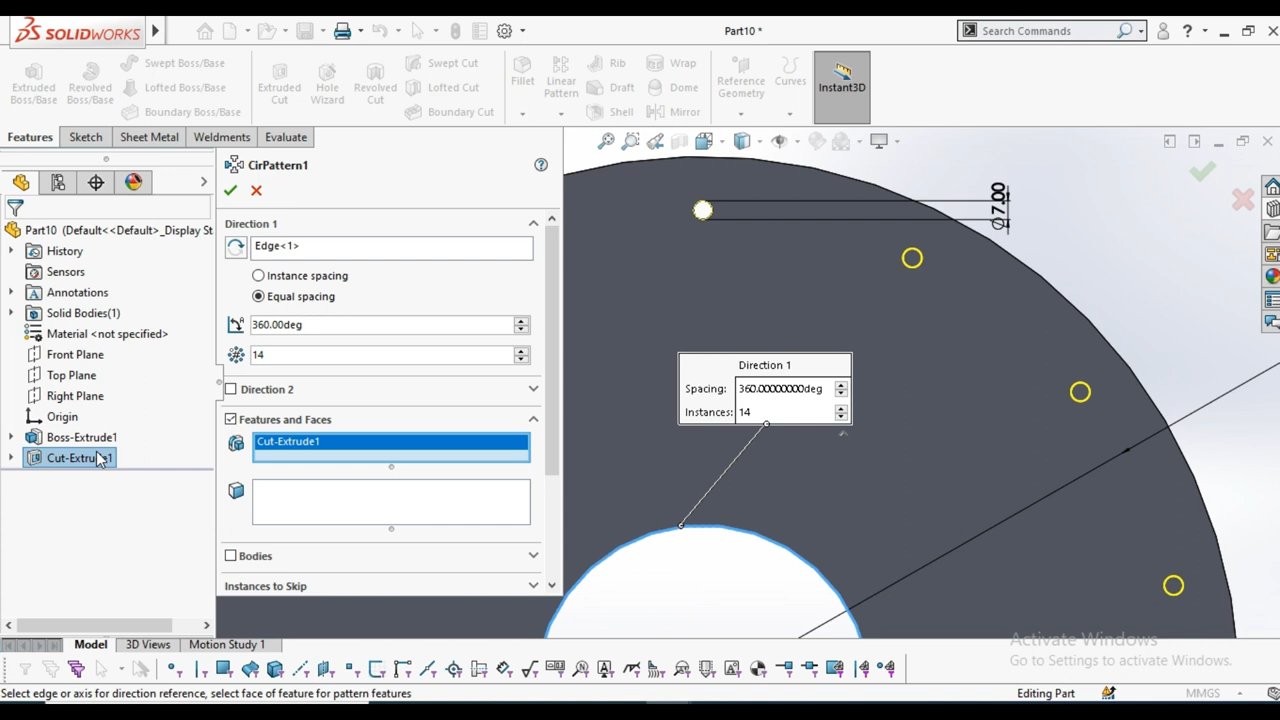 SOLIDWORKS
Part10 *
Search Commands
?
Extruded Boss/Base
Revolved Boss/Base
Swept Boss/Base
Lofted Boss/Base
Boundary Boss/Base
Extruded Cut
Hole Wizard
Revolved Cut
Swept Cut
Lofted Cut
Boundary Cut
Fillet
Linear Pattern
Rib
Draft
Shell
Wrap
Dome
Mirror
Reference Geometry
Curves
Instant3D
Features Sketch Sheet Metal Weldments Evaluate
Part10 (Default<<Default>_Display St
History
Sensors
Annotations
Solid Bodies(1)
Material <not specified>
Front Plane
Top Plane
Right Plane
Origin
Boss-Extrude1
Cut-Extrude1
CirPattern1
Direction 1
Edge<1>
Instance spacing
Equal spacing
360.00deg
14
Direction 2
Features and Faces
Cut-Extrude1
Bodies
Instances to Skip
Ø7.00
Direction 1
Spacing: 360.00000000deg
Instances: 14
Activate Windows
Go to Settings to activate Windows.
Model 3D Views Motion Study 1
Select edge or axis for direction reference, select face of feature for pattern features
Editing Part
MMGS